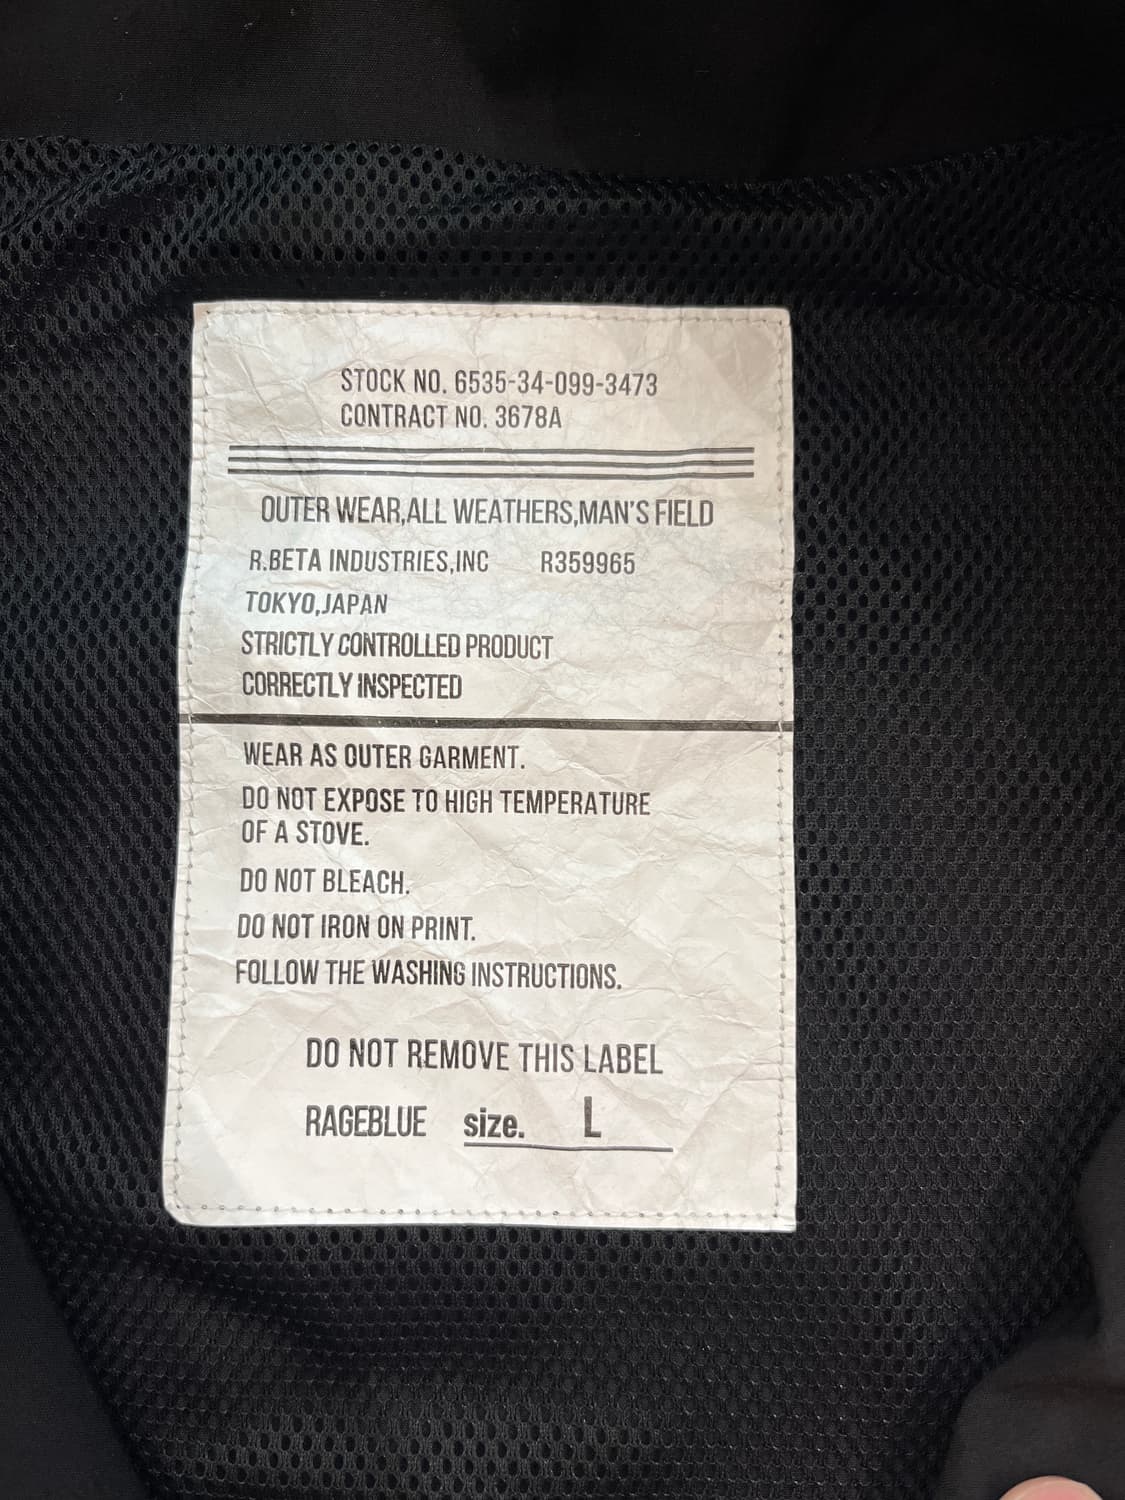 STOCK NO. 6535-34-099-3473
CONTRACT NO. 3678A
OUTER WEAR,ALL WEATHERS,MAN'S FIELD
R.BETA INDUSTRIES,INC R359965
TOKYO,JAPAN
STRICTLY CONTROLLED PRODUCT
CORRECTLY INSPECTED
WEAR AS OUTER GARMENT.
DO NOT EXPOSE TO HIGH TEMPERATURE
OF A STOVE.
DO NOT BLEACH.
DO NOT IRON ON PRINT.
FOLLOW THE WASHING INSTRUCTIONS.
DO NOT REMOVE THIS LABEL
RAGEBLUE size. L